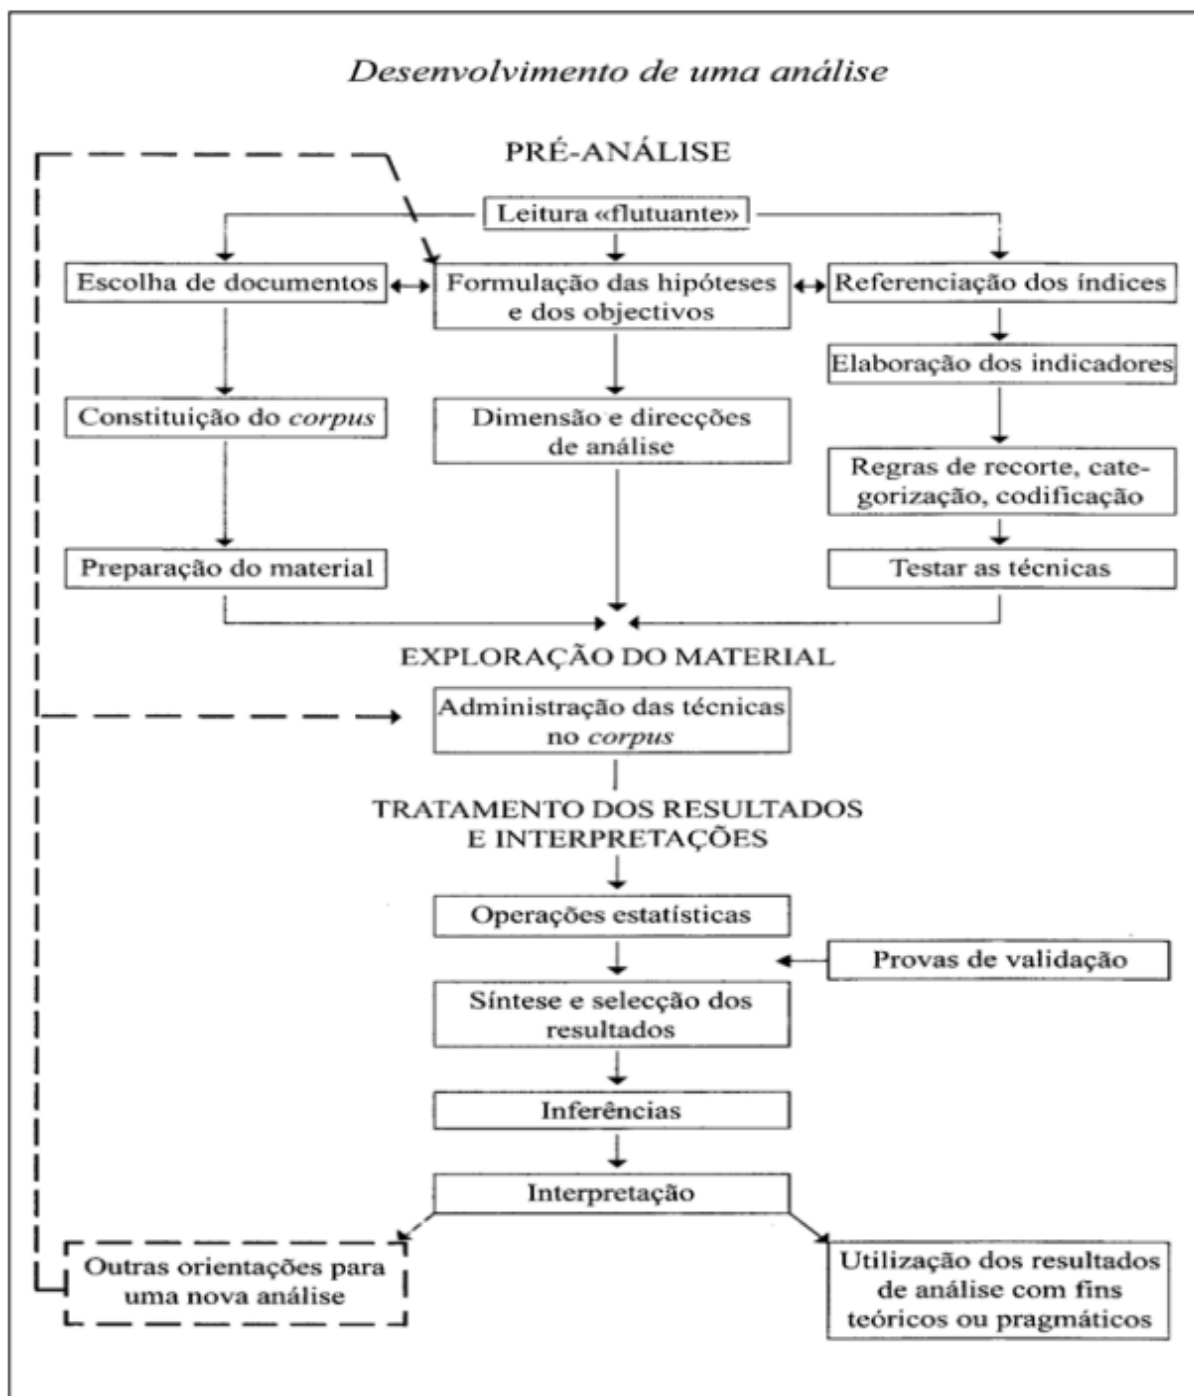 Desenvolvimento de uma análise
PRÉ-ANÁLISE
Leitura «flutuante»
Escolha de documentos
Formulação das hipóteses
e dos objectivos
Referenciação dos índices
Elaboração dos indicadores
Constituição do corpus
Dimensão e direcções
de análise
Regras de recorte, cate-
gorização, codificação
Preparação do material
Testar as técnicas
EXPLORAÇÃO DO MATERIAL
Administração das técnicas
no corpus
TRATAMENTO DOS RESULTADOS
E INTERPRETAÇÕES
Operações estatísticas
Provas de validação
Síntese e selecção dos
resultados
Inferências
Interpretação
Outras orientações para
uma nova análise
Utilização dos resultados
de análise com fins
teóricos ou pragmáticos